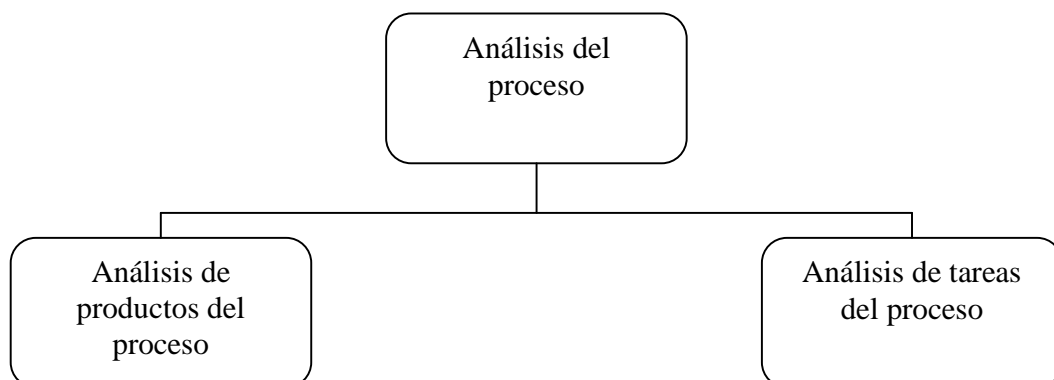 Análisis del
proceso
Análisis de
productos del
proceso
Análisis de tareas
del proceso